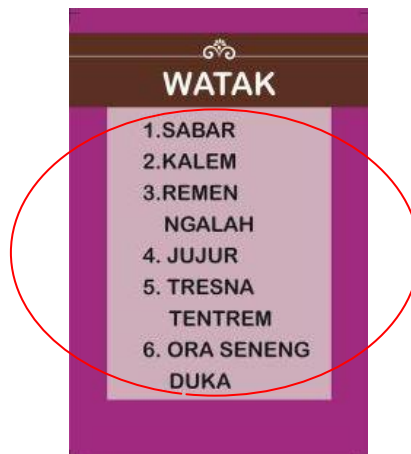 WATAK
1.SABAR
2.KALEM
3.REMEN
NGALAH
4. JUJUR
5. TRESNA
TENTREM
6. ORA SENENG
DUKA